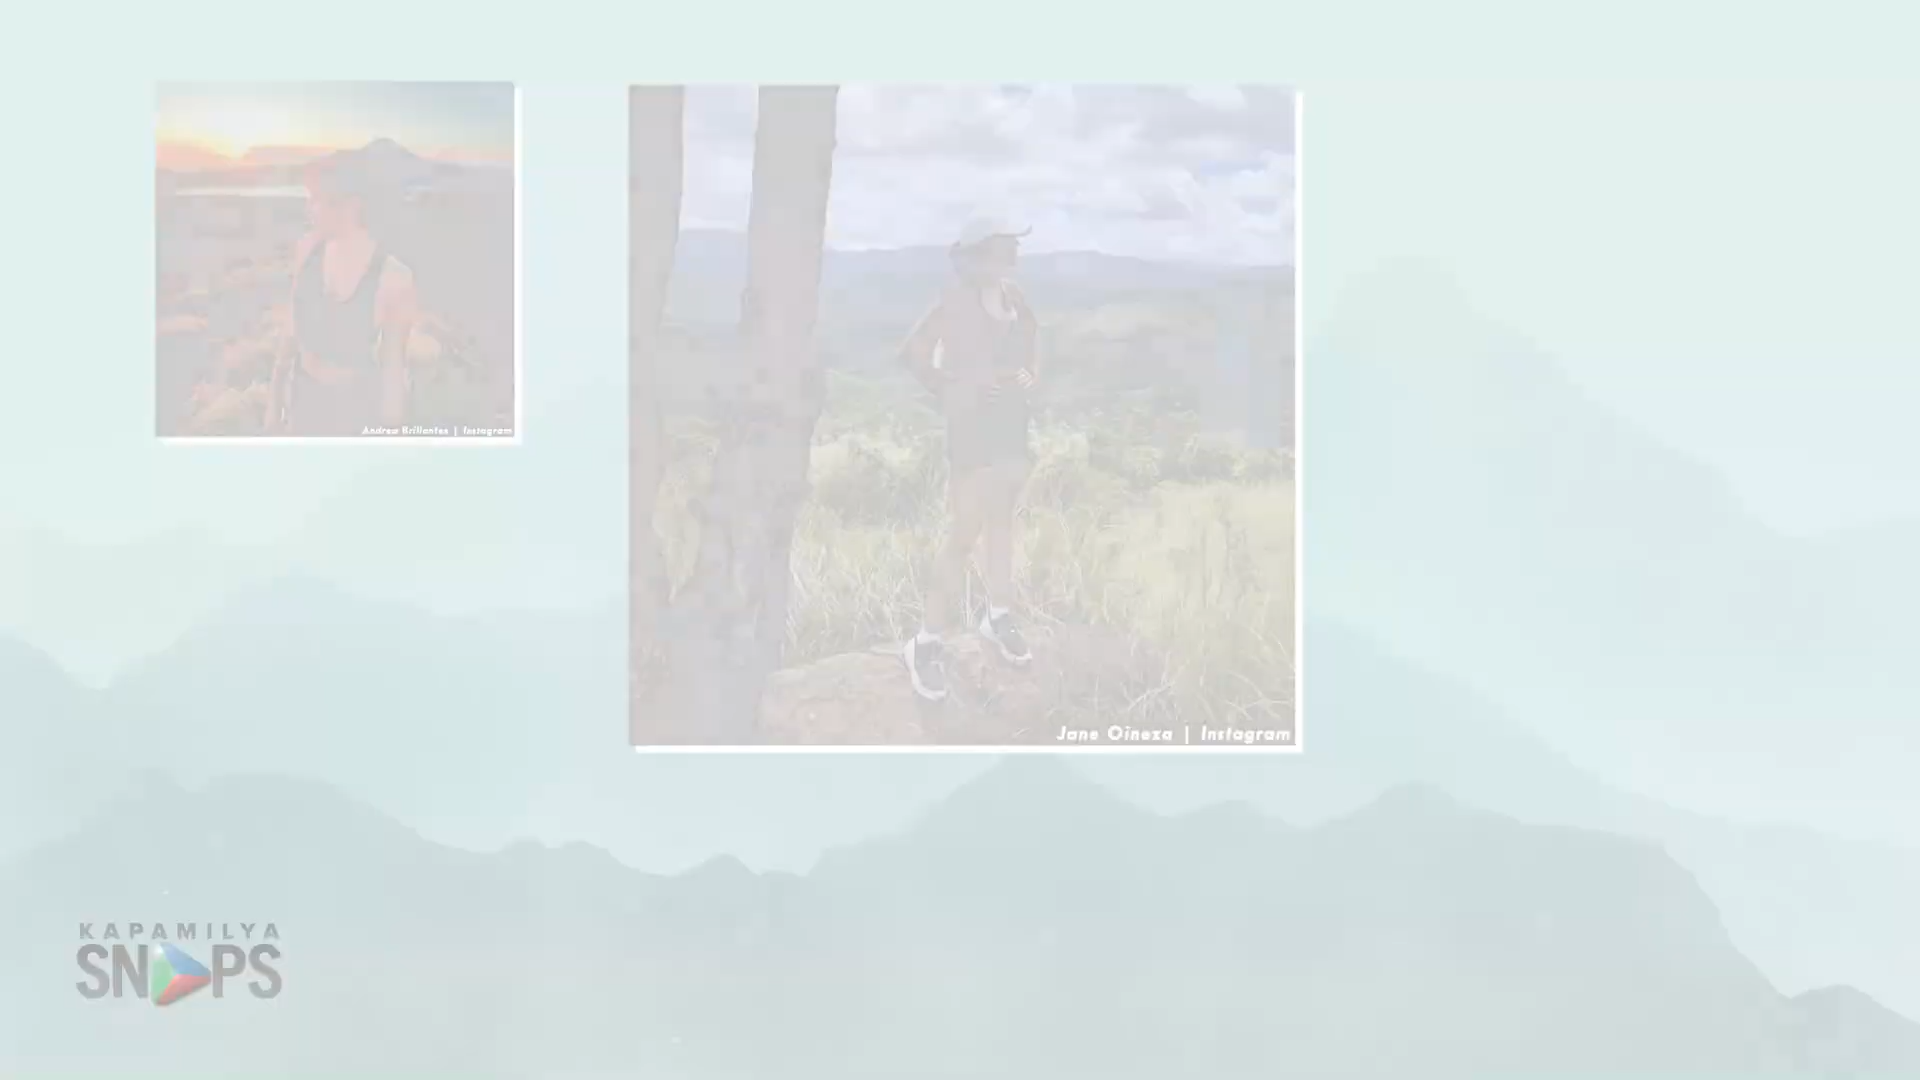 Andrea Brillantes | Instagram
Jane Oineza | Instagram
KAPAMILYA
SNAPS